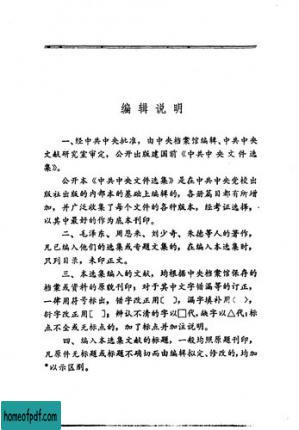 编辑说明
一、经中共中央批准，由中央档案馆编辑、中共中央
文献研究室审定，公开出版建国前《中共中央文件选
集》。
公开本《中共中央文件选集》是在中共中央党校出
版社出版的内部本的基础上编辑的。各册篇目都有所增
加，并广泛收集了每个文件的各种版本，经考证选择，
以其中最好的作为底本刊印。
二、毛泽东、周恩来、刘少奇、朱德等人的著作，
凡已编入他们的选集或专题文集的，在编入本选集时，
只列目录，未印正文。
三、本选集编入的文献，均根据中央档案馆保存的
档案或资料的原貌刊印；对于其中文字错漏等的订正，
一律用符号标出，错字改正用[ ]，漏字填补用( )，
衍字改正用[ ]；辨认不清的字以□代，缺字以△代；标
点不全或无标点的，加了标点并加注说明。
四、编入本选集文献的标题，一般均照原题刊印，
凡原件无标题或标题不确切而由编辑拟定、修改的，均加
*以示区别。
homeofpdf.com